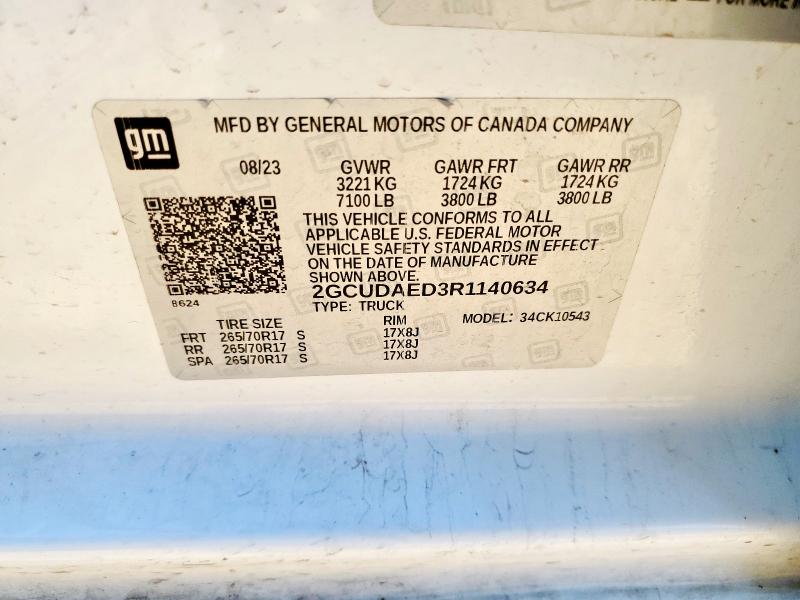 FOR MORE
gm
MFD BY GENERAL MOTORS OF CANADA COMPANY
08/23 GVWR GAWR FRT GAWR RR
3221 KG 1724 KG 1724 KG
7100 LB 3800 LB 3800 LB
THIS VEHICLE CONFORMS TO ALL
APPLICABLE U.S. FEDERAL MOTOR
VEHICLE SAFETY STANDARDS IN EFFECT
ON THE DATE OF MANUFACTURE
SHOWN ABOVE.
8624
2GCUDAED3R1140634
TYPE: TRUCK
MODEL: 34CK10543
TIRE SIZE RIM
FRT 265/70R17 S 17X8J
RR 265/70R17 S 17X8J
SPA 265/70R17 S 17X8J